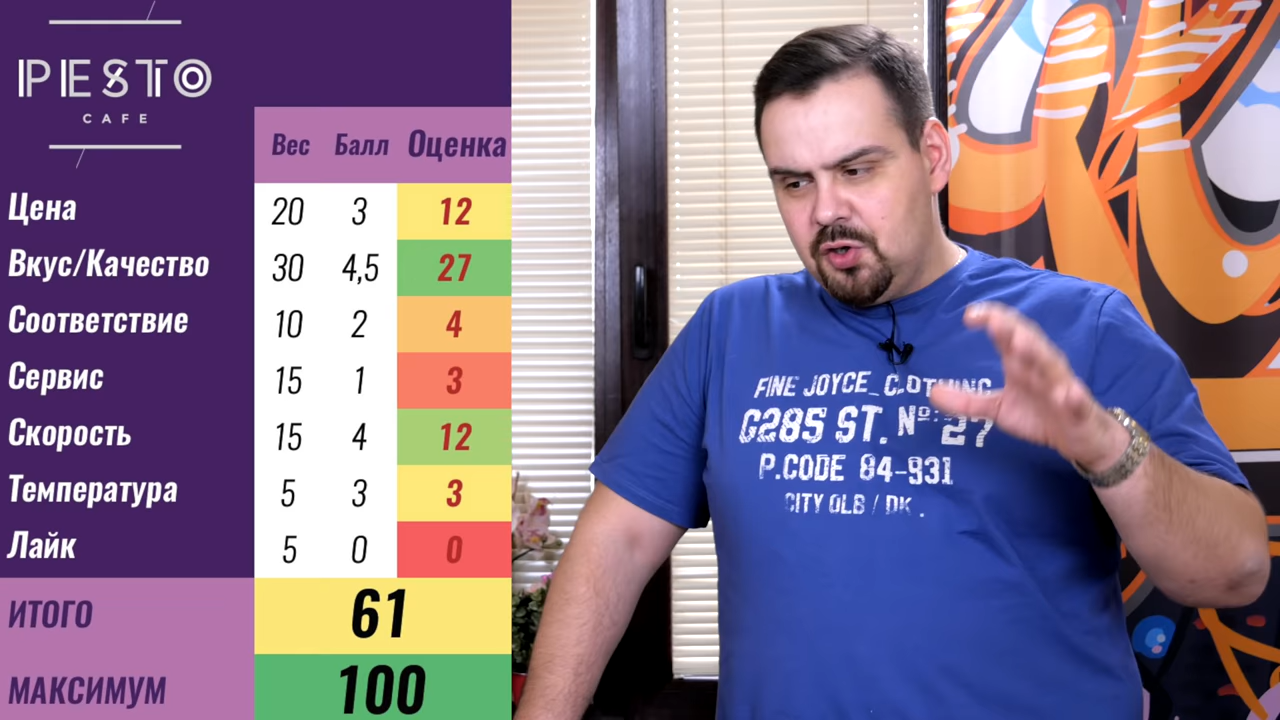 PESTO
CAFE
Вес Балл Оценка
Цена 20 3 12
Вкус/Качество 30 4,5 27
Соответствие 10 2 4
Сервис 15 1 3
Скорость 15 4 12
Температура 5 3 3
Лайк 5 0 0
ИТОГО 61
МАКСИМУМ 100
FINE JOYCE_CLOTHING
G285 ST. Nº 27
P.CODE 84-931
CITY OLB / DK .